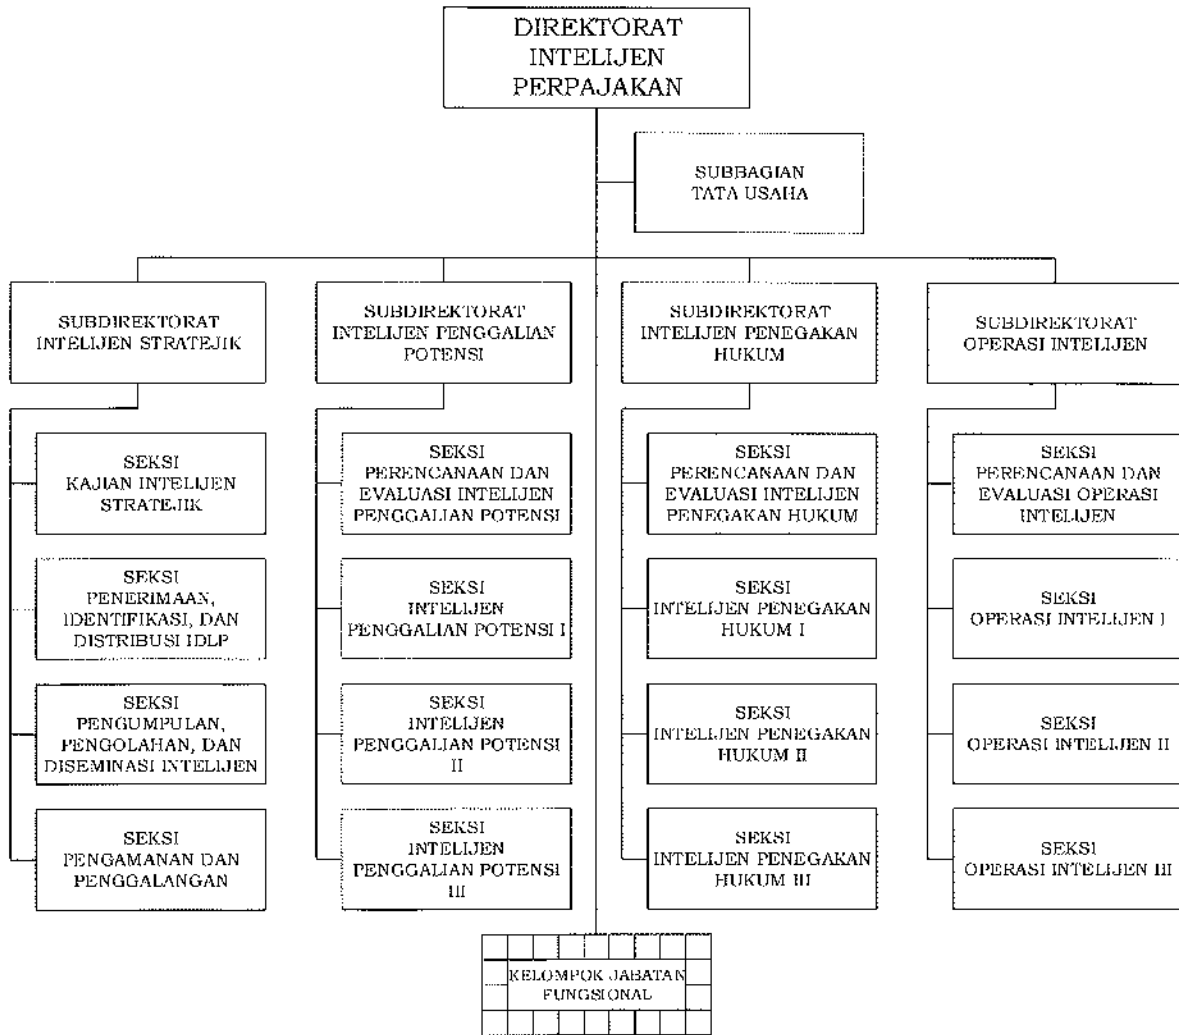 DIREKTORAT
INTELIJEN
PERPAJAKAN
SUBBAGIAN
TATA USAHA
SUBDIREKTORAT
INTELIJEN STRATEJIK
SUBDIREKTORAT
INTELIJEN PENGGALIAN
POTENSI
SUBDIREKTORAT
INTELIJEN PENEGAKAN
HUKUM
SUBDIREKTORAT
OPERASI INTELIJEN
SEKSI
KAJIAN INTELIJEN
STRATEJIK
SEKSI
PERENCANAAN DAN
EVALUASI INTELIJEN
PENGGALIAN POTENSI
SEKSI
PERENCANAAN DAN
EVALUASI INTELIJEN
PENEGAKAN HUKUM
SEKSI
PERENCANAAN DAN
EVALUASI OPERASI
INTELIJEN
SEKSI
PENERIMAAN,
IDENTIFIKASI, DAN
DISTRIBUSI IDLP
SEKSI
INTELIJEN
PENGGALIAN POTENSI I
SEKSI
INTELIJEN PENEGAKAN
HUKUM I
SEKSI
OPERASI INTELIJEN I
SEKSI
PENGUMPULAN,
PENGOLAHAN, DAN
DISEMINASI INTELIJEN
SEKSI
INTELIJEN
PENGGALIAN POTENSI
II
SEKSI
INTELIJEN PENEGAKAN
HUKUM II
SEKSI
OPERASI INTELIJEN II
SEKSI
PENGAMANAN DAN
PENGGALANGAN
SEKSI
INTELIJEN
PENGGALIAN POTENSI
III
SEKSI
INTELIJEN PENEGAKAN
HUKUM III
SEKSI
OPERASI INTELIJEN III
KELOMPOK JABATAN
FUNGSIONAL